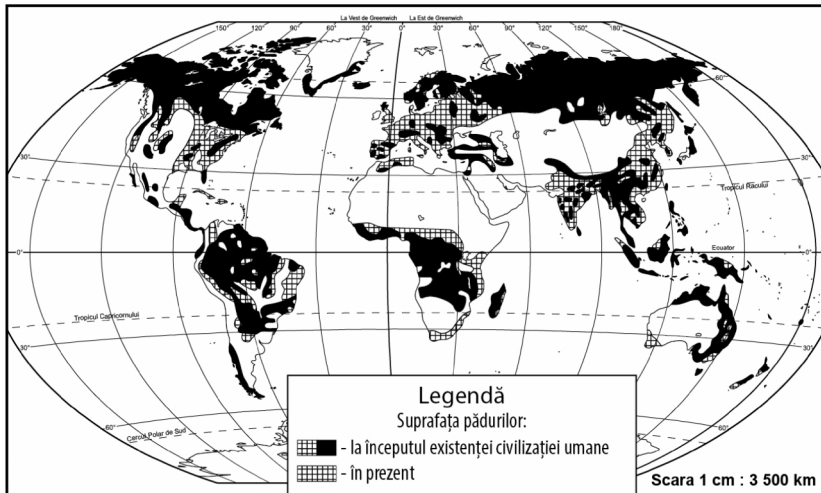 La Vest de Greenwich La Est de Greenwich
150° 120° 90° 60° 30° 0° 30° 60° 90° 120° 150° 180°
60° 60°
30° 30°
Tropicul Racului
Ecuator
0° 0°
Tropicul Capricornului
30° 30°
Cercul Polar de Sud
60° 60°
Legendă
Suprafața pădurilor:
- la începutul existenței civilizației umane
- în prezent
Scara 1 cm : 3 500 km